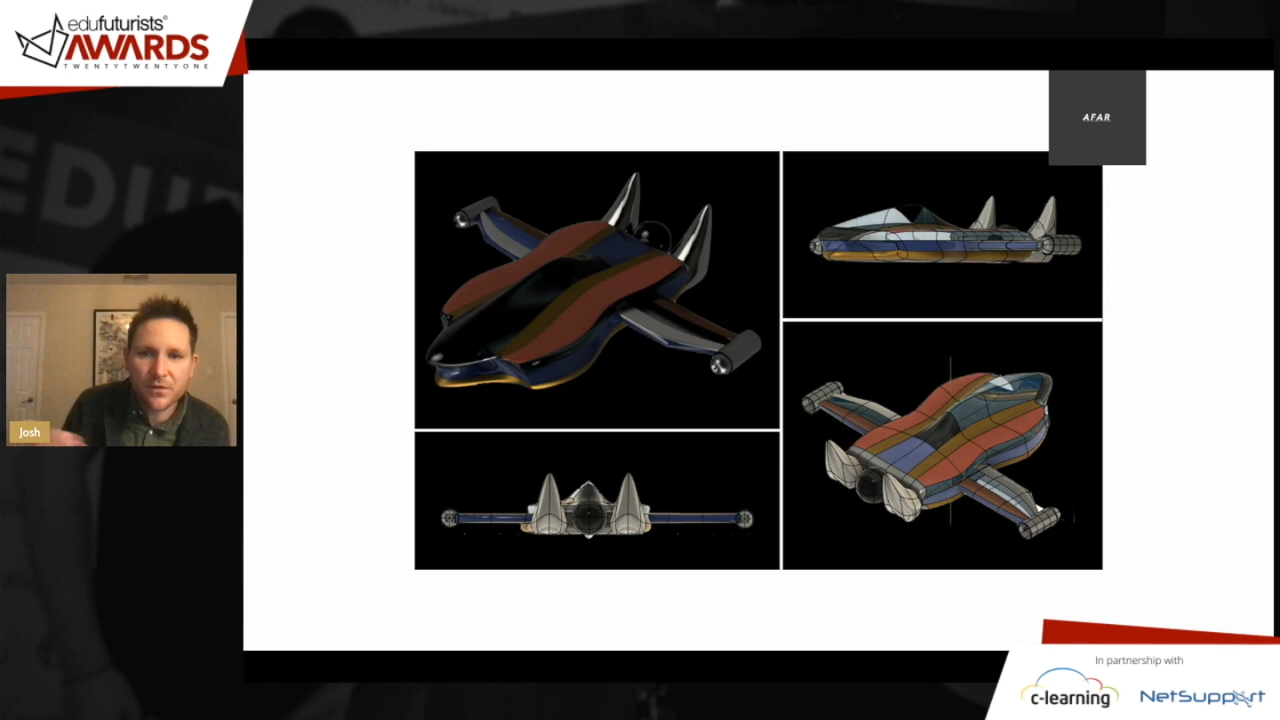 edufuturists®
AWARDS
TWENTYTWENTYONE
AFAR
Josh
In partnership with
c-learning
NetSupport